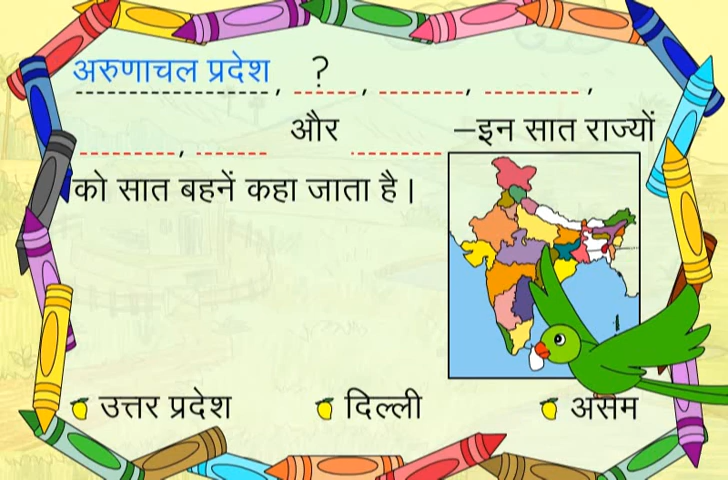 अरुणाचल प्रदेश, ?, , ,
, और –इन सात राज्यों
को सात बहनें कहा जाता है।
उत्तर प्रदेश दिल्ली असम